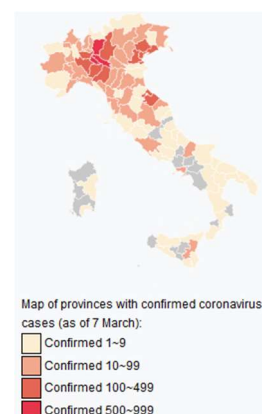 Map of provinces with confirmed coronavirus
cases (as of 7 March):
Confirmed 1~9
Confirmed 10~99
Confirmed 100~499
Confirmed 500~999